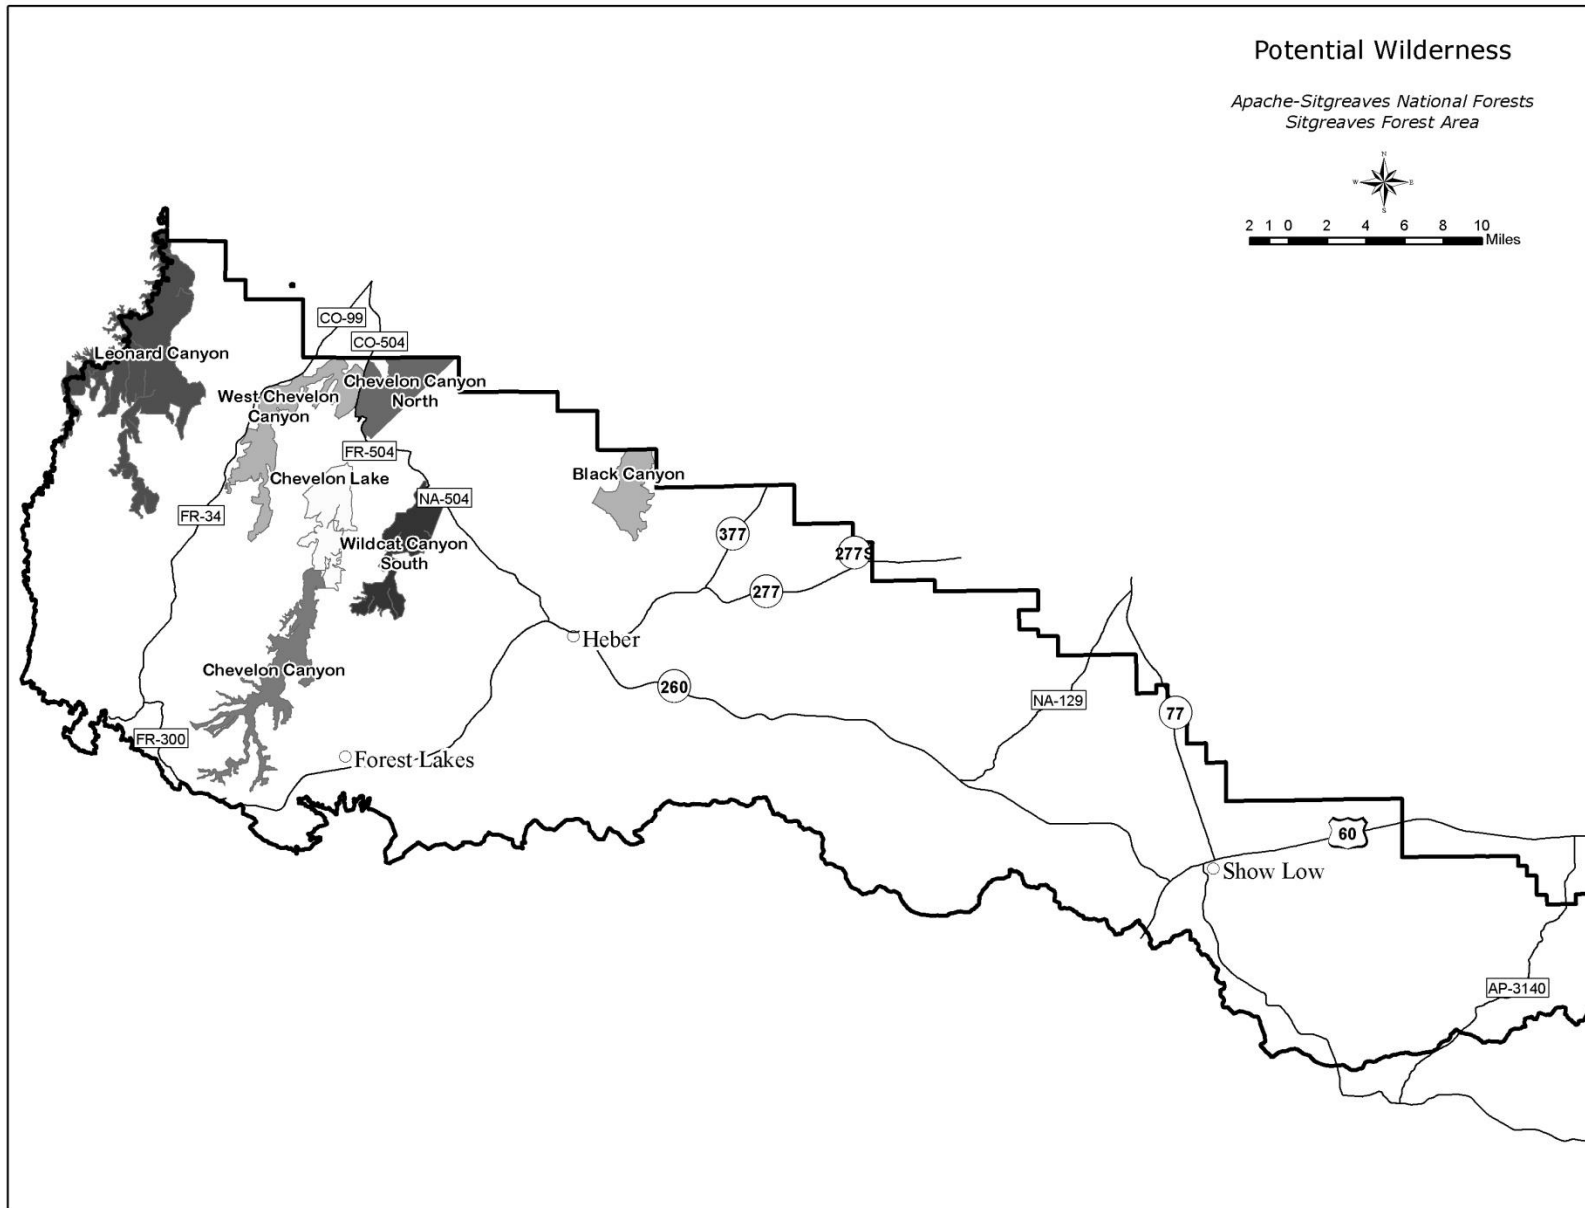 Potential Wilderness
Apache-Sitgreaves National Forests
Sitgreaves Forest Area
N
W
E
S
2 1 0 2 4 6 8 10
Miles
CO-99
CO-504
Leonard Canyon
Chevelon Canyon
North
West Chevelon
Canyon
FR-504
Chevelon Lake
Black Canyon
NA-504
FR-34
377
Wildcat Canyon
South
277S
277
Heber
Chevelon Canyon
260
NA-129
77
FR-300
Forest Lakes
60
Show Low
AP-3140